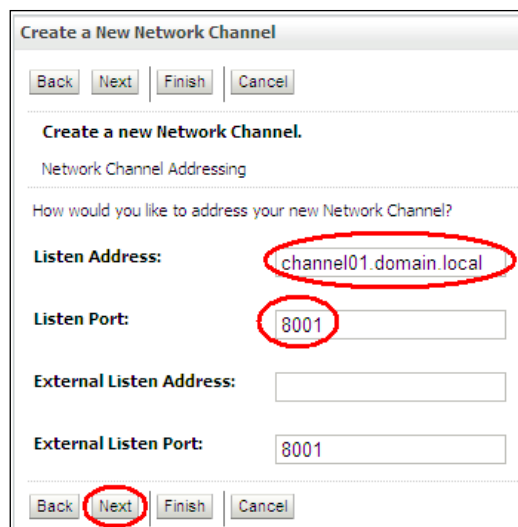 Create a New Network Channel
Back Next Finish Cancel
Create a new Network Channel.
Network Channel Addressing
How would you like to address your new Network Channel?
Listen Address: channel01.domain.local
Listen Port: 8001
External Listen Address:
External Listen Port: 8001
Back Next Finish Cancel